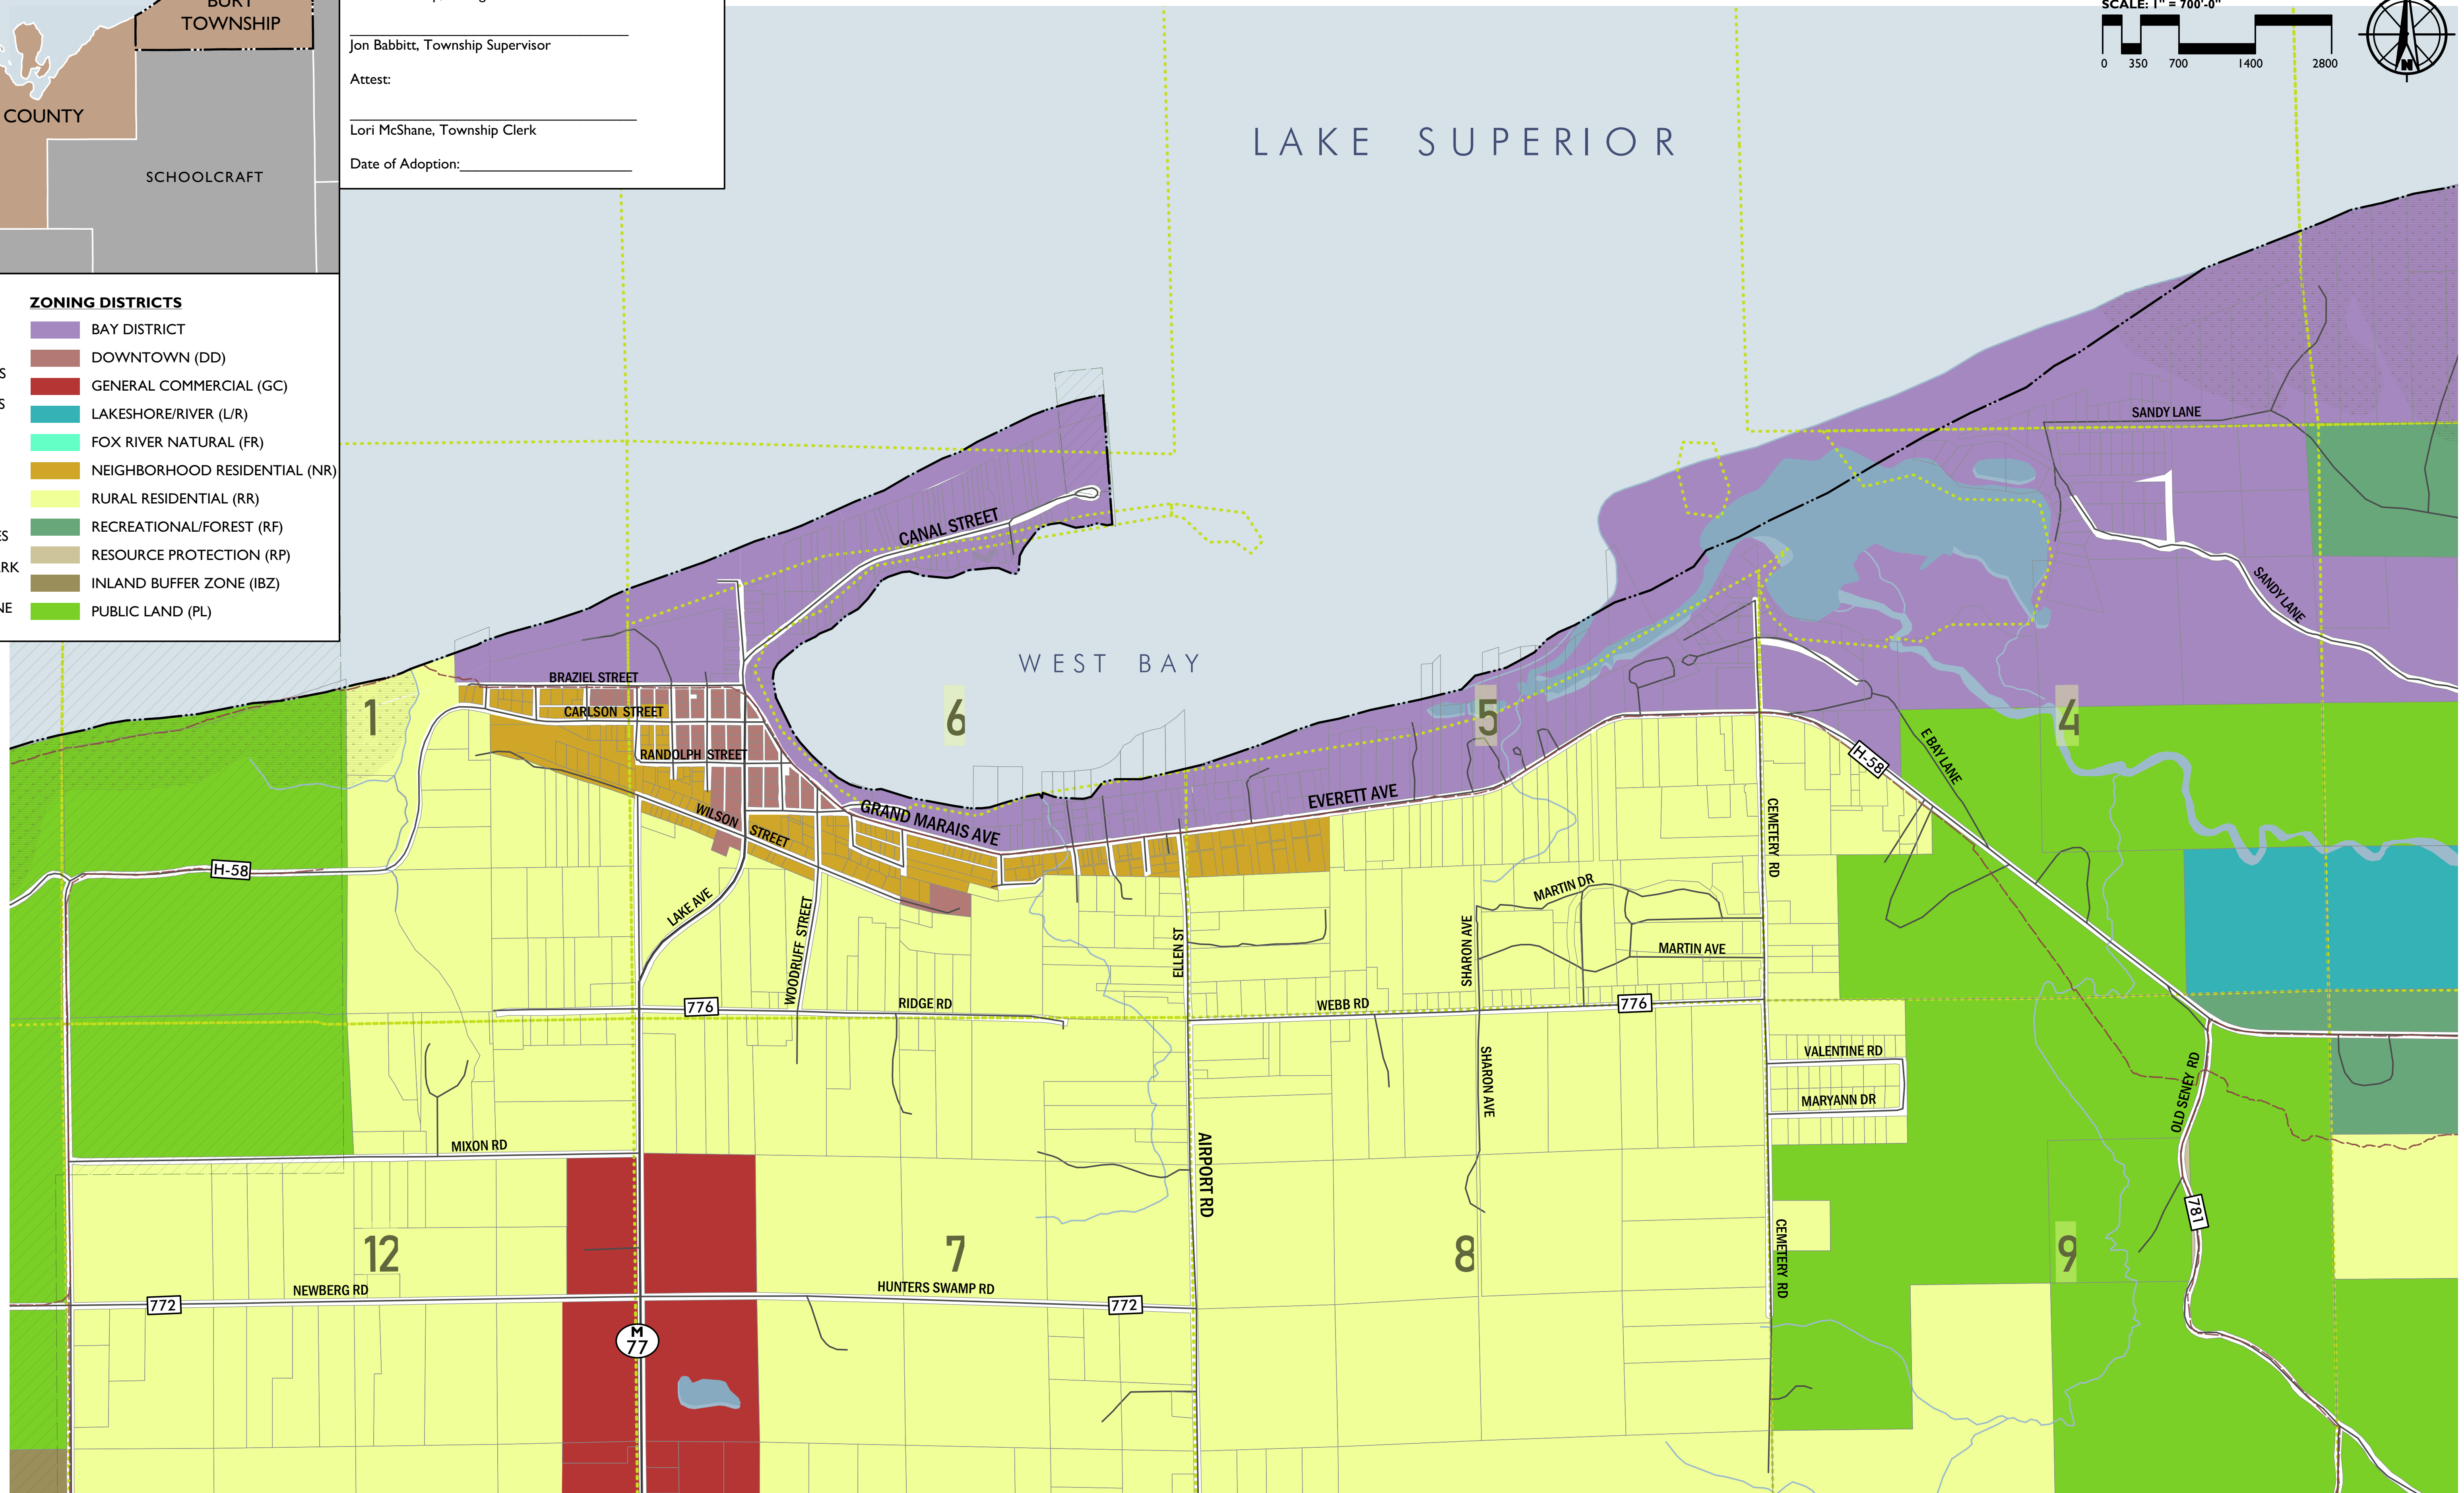 BURT
TOWNSHIP
COUNTY
SCHOOLCRAFT
Jon Babbitt, Township Supervisor
Attest:
Lori McShane, Township Clerk
Date of Adoption:
SCALE: 1" = 700'-0"
0 350 700 1400 2800
N
LAKE SUPERIOR
ZONING DISTRICTS
BAY DISTRICT
DOWNTOWN (DD)
GENERAL COMMERCIAL (GC)
LAKESHORE/RIVER (L/R)
FOX RIVER NATURAL (FR)
NEIGHBORHOOD RESIDENTIAL (NR)
RURAL RESIDENTIAL (RR)
RECREATIONAL/FOREST (RF)
RESOURCE PROTECTION (RP)
INLAND BUFFER ZONE (IBZ)
PUBLIC LAND (PL)
S
S
ES
RK
NE
SANDY LANE
CANAL STREET
SANDY LANE
WEST BAY
BRAZIEL STREET
CARLSON STREET
1
6
5
4
RANDOLPH STREET
H-58
E BAY LANE
EVERETT AVE
GRAND MARAIS AVE
WILSON STREET
CEMETERY RD
H-58
LAKE AVE
WOODRUFF STREET
MARTIN DR
ELLEN ST
SHARON AVE
MARTIN AVE
776
RIDGE RD
WEBB RD
776
VALENTINE RD
SHARON AVE
MARYANN DR
OLD SENEY RD
MIXON RD
AIRPORT RD
781
CEMETERY RD
12
7
8
9
NEWBERG RD
HUNTERS SWAMP RD
772
772
M
77